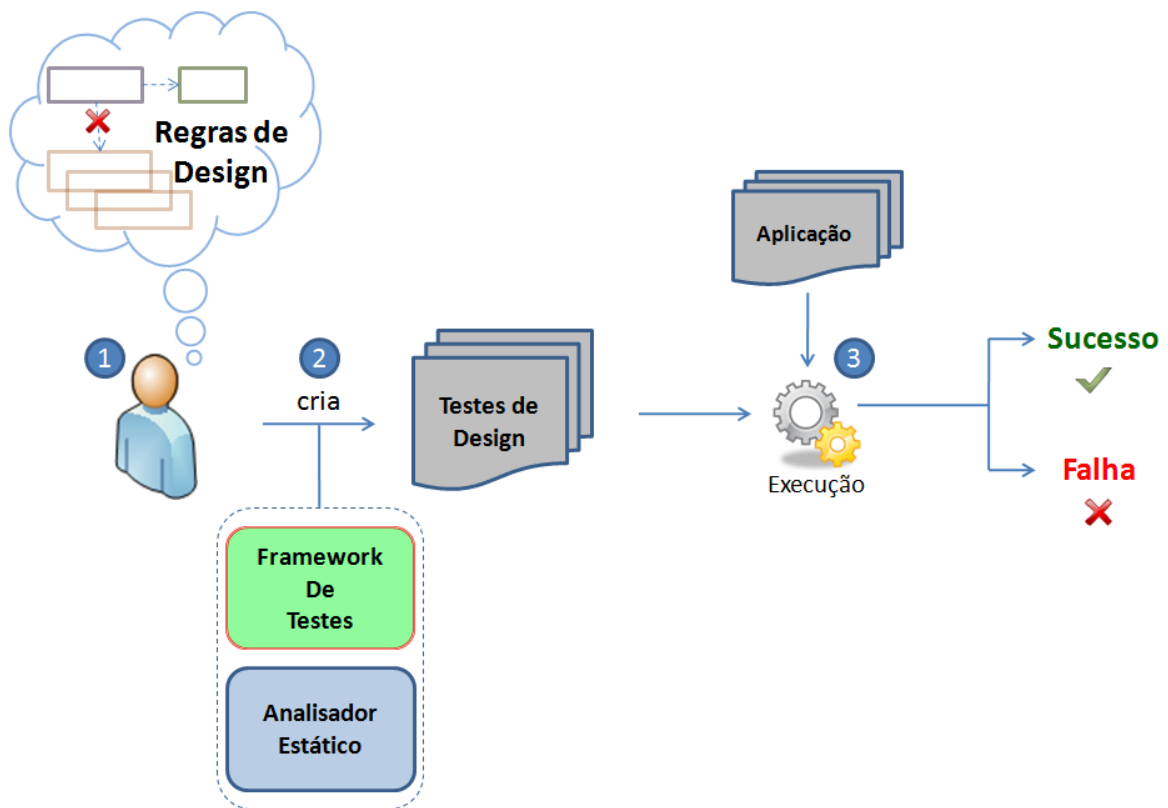 Regras de
Design
Aplicação
1
2
cria
Testes de
Design
3
Execução
Sucesso
Falha
Framework
De
Testes
Analisador
Estático